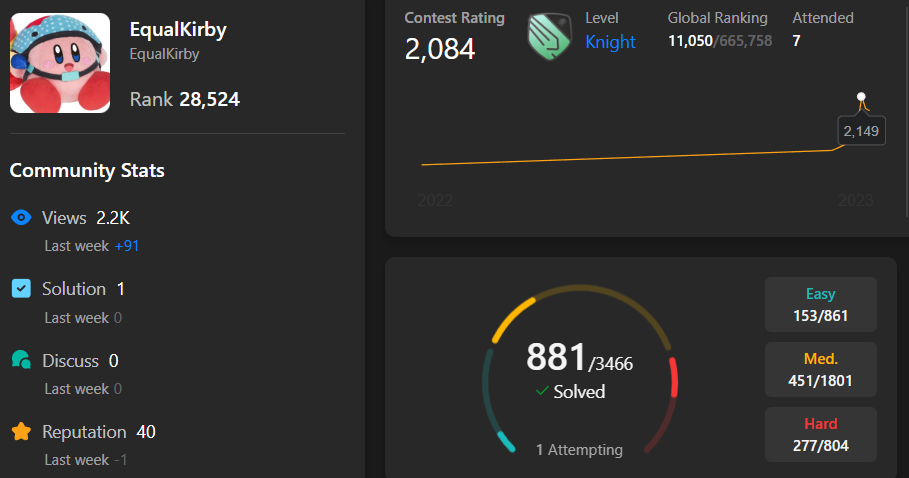 EqualKirby
EqualKirby
Rank 28,524
Community Stats
Views 2.2K
Last week +91
Solution 1
Last week 0
Discuss 0
Last week 0
Reputation 40
Last week -1
Contest Rating
2,084
Level
Knight
Global Ranking
11,050/665,758
Attended
7
2,149
2022
2023
881/3466
Solved
1 Attempting
Easy
153/861
Med.
451/1801
Hard
277/804